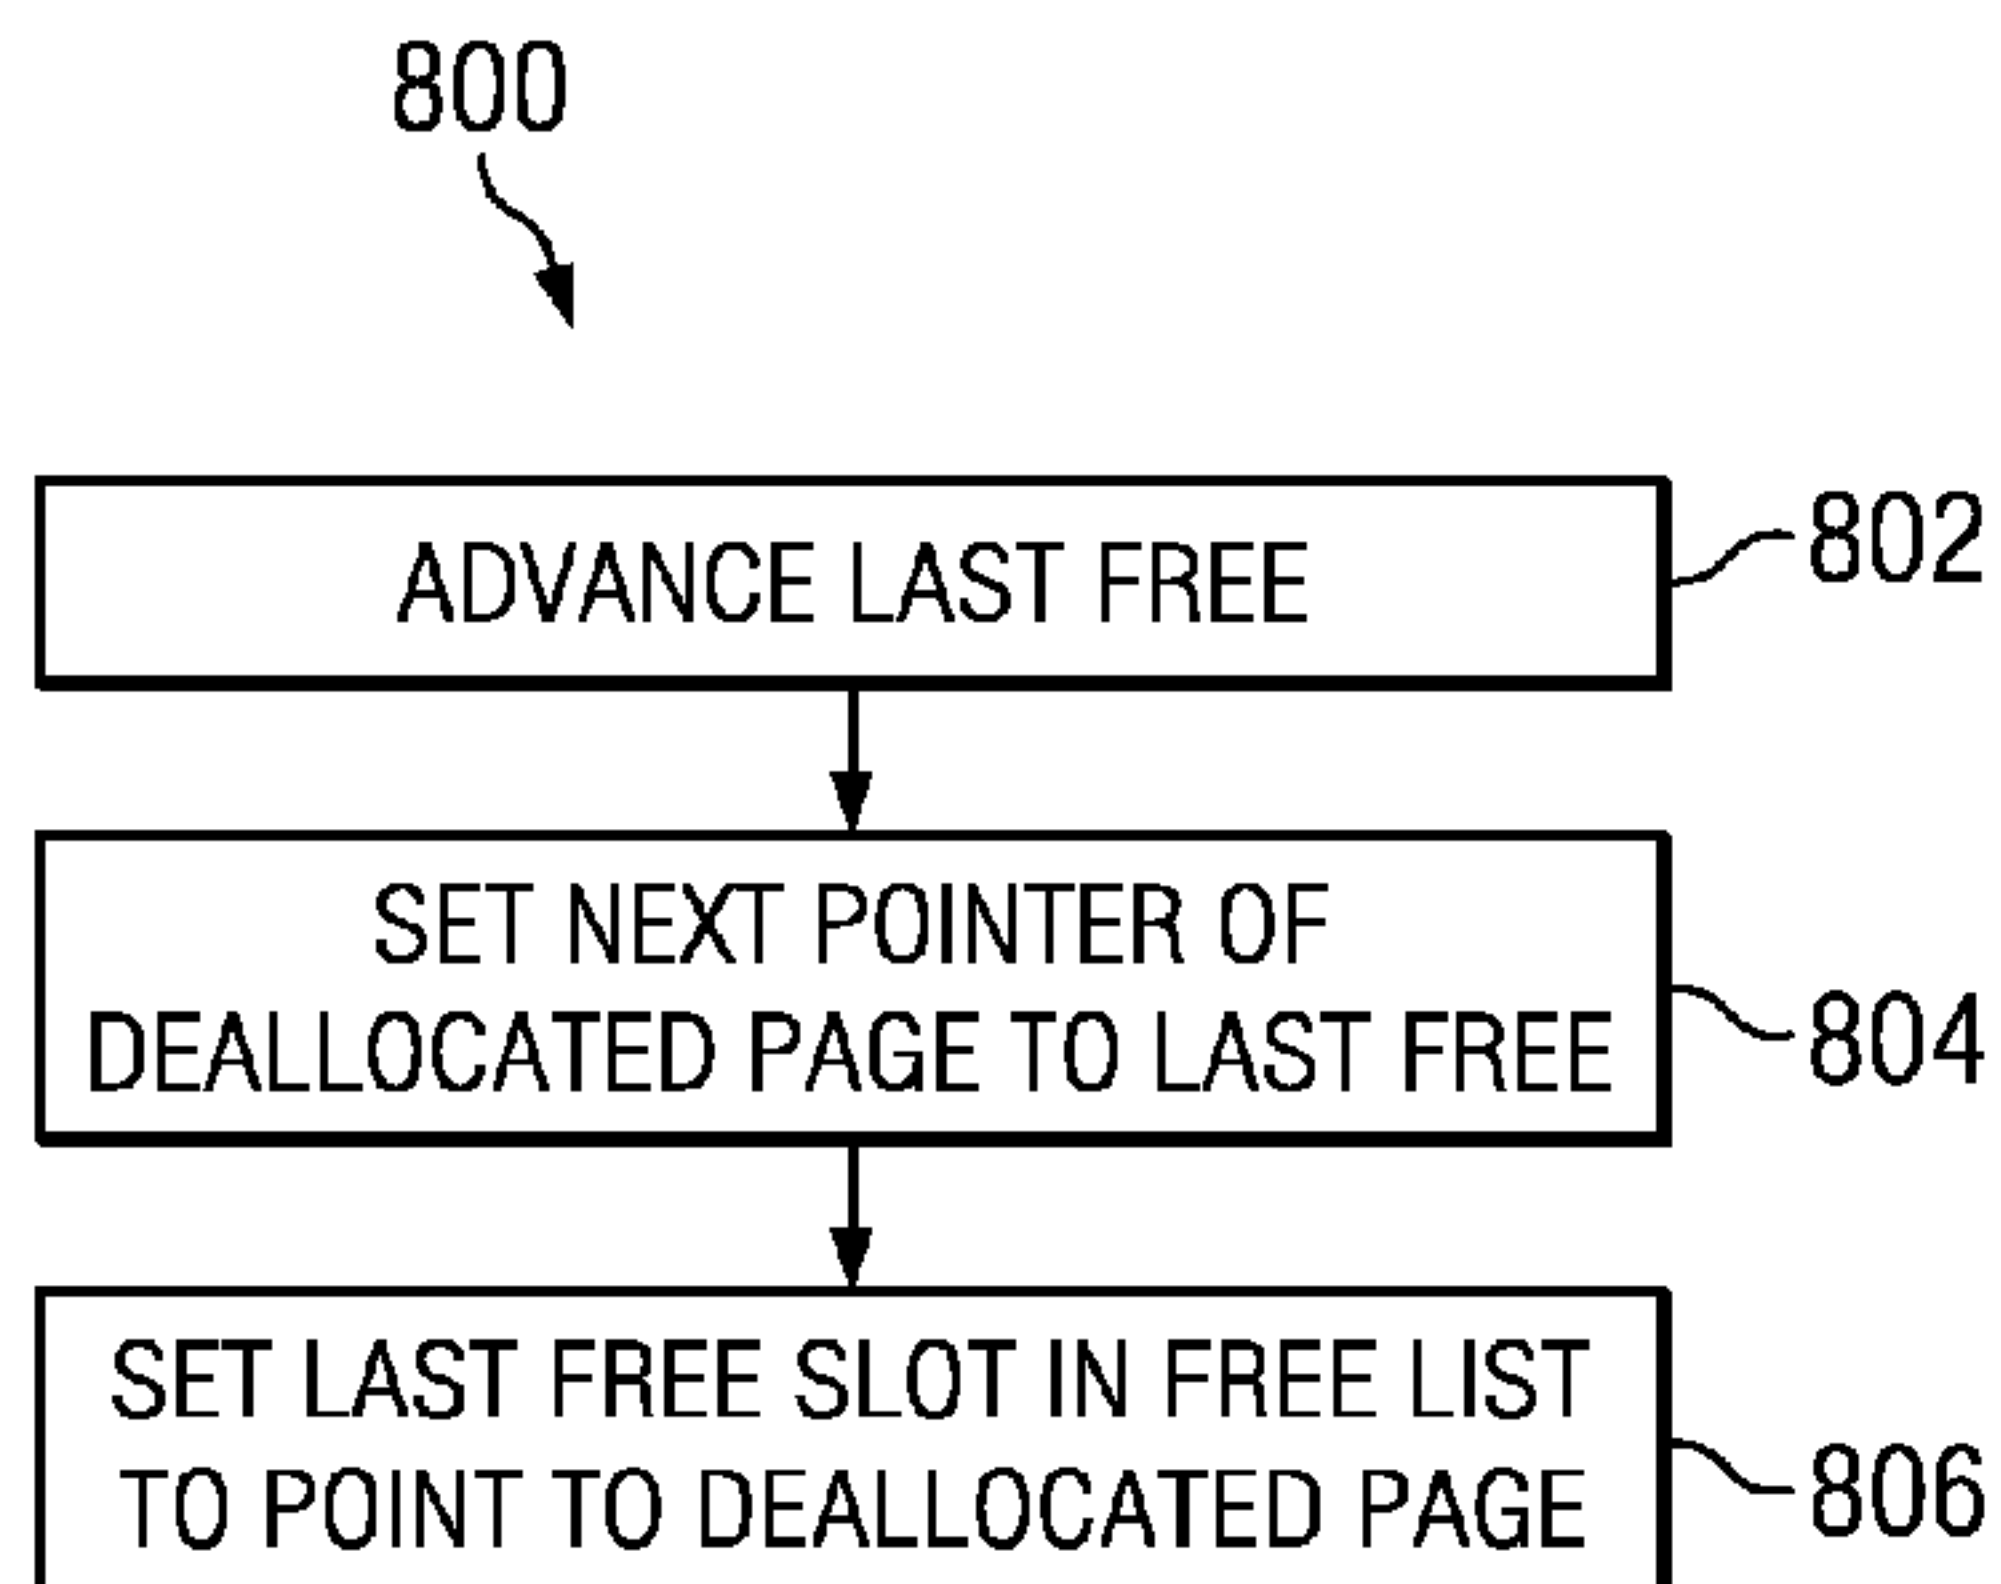 800
ADVANCE LAST FREE
802
SET NEXT POINTER OF
DEALLOCATED PAGE TO LAST FREE
804
SET LAST FREE SLOT IN FREE LIST
TO POINT TO DEALLOCATED PAGE
806